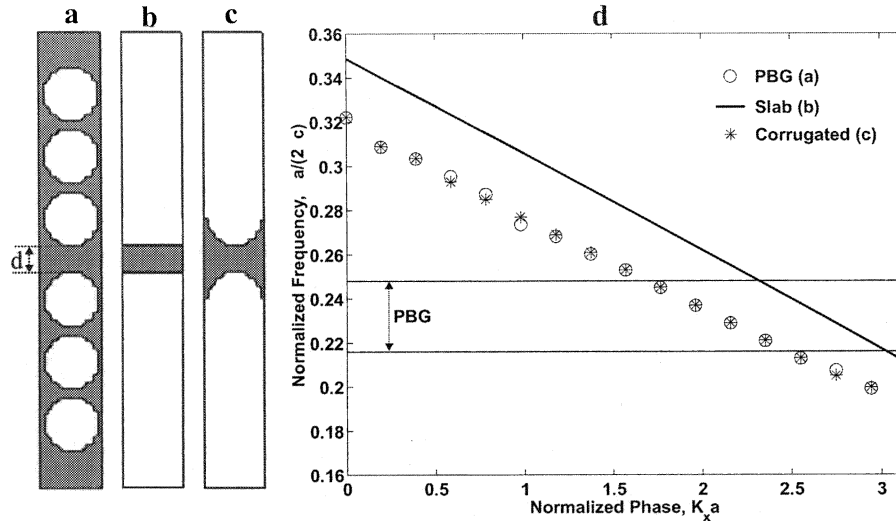 a b c d
d
0.36
0.34
0.32
0.3
0.28
0.26
0.24
0.22
0.2
0.18
0.16
Normalized Frequency, a/(2 c)
PBG (a)
Slab (b)
Corrugated (c)
PBG
0 0.5 1 1.5 2 2.5 3
Normalized Phase, Kxa